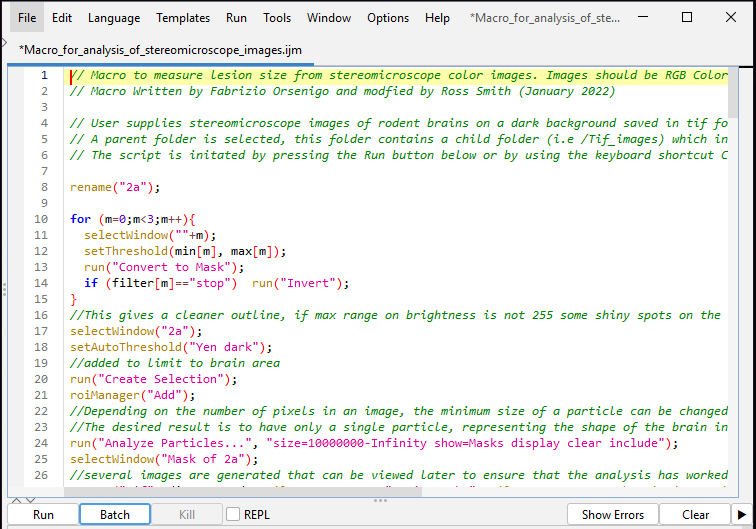 File Edit Language Templates Run Tools Window Options Help *Macro_for_analysis_of_ste...
*Macro_for_analysis_of_stereomicroscope_images.ijm
1 // Macro to measure lesion size from stereomicroscope color images. Images should be RGB Color
2 // Macro Written by Fabrizio Orsenigo and modfied by Ross Smith (January 2022)
3
4 // User supplies stereomicroscope images of rodent brains on a dark background saved in tif fo
5 // A parent folder is selected, this folder contains a child folder (i.e /Tif_images) which in
6 // The script is initated by pressing the Run button below or by using the keyboard shortcut C
7
8 rename("2a");
9
10 for (m=0;m<3;m++){
11 selectWindow(""+m);
12 setThreshold(min[m], max[m]);
13 run("Convert to Mask");
14 if (filter[m]=="stop") run("Invert");
15 }
16 //This gives a cleaner outline, if max range on brightness is not 255 some shiny spots on the
17 selectWindow("2a");
18 setAutoThreshold("Yen dark");
19 //added to limit to brain area
20 run("Create Selection");
21 roiManager("Add");
22 //Depending on the number of pixels in an image, the minimum size of a particle can be changed
23 //The desired result is to have only a single particle, representing the shape of the brain in
24 run("Analyze Particles...", "size=10000000-Infinity show=Masks display clear include");
25 selectWindow("Mask of 2a");
26 //several images are generated that can be viewed later to ensure that the analysis has worked
Run Batch Kill REPL Show Errors Clear